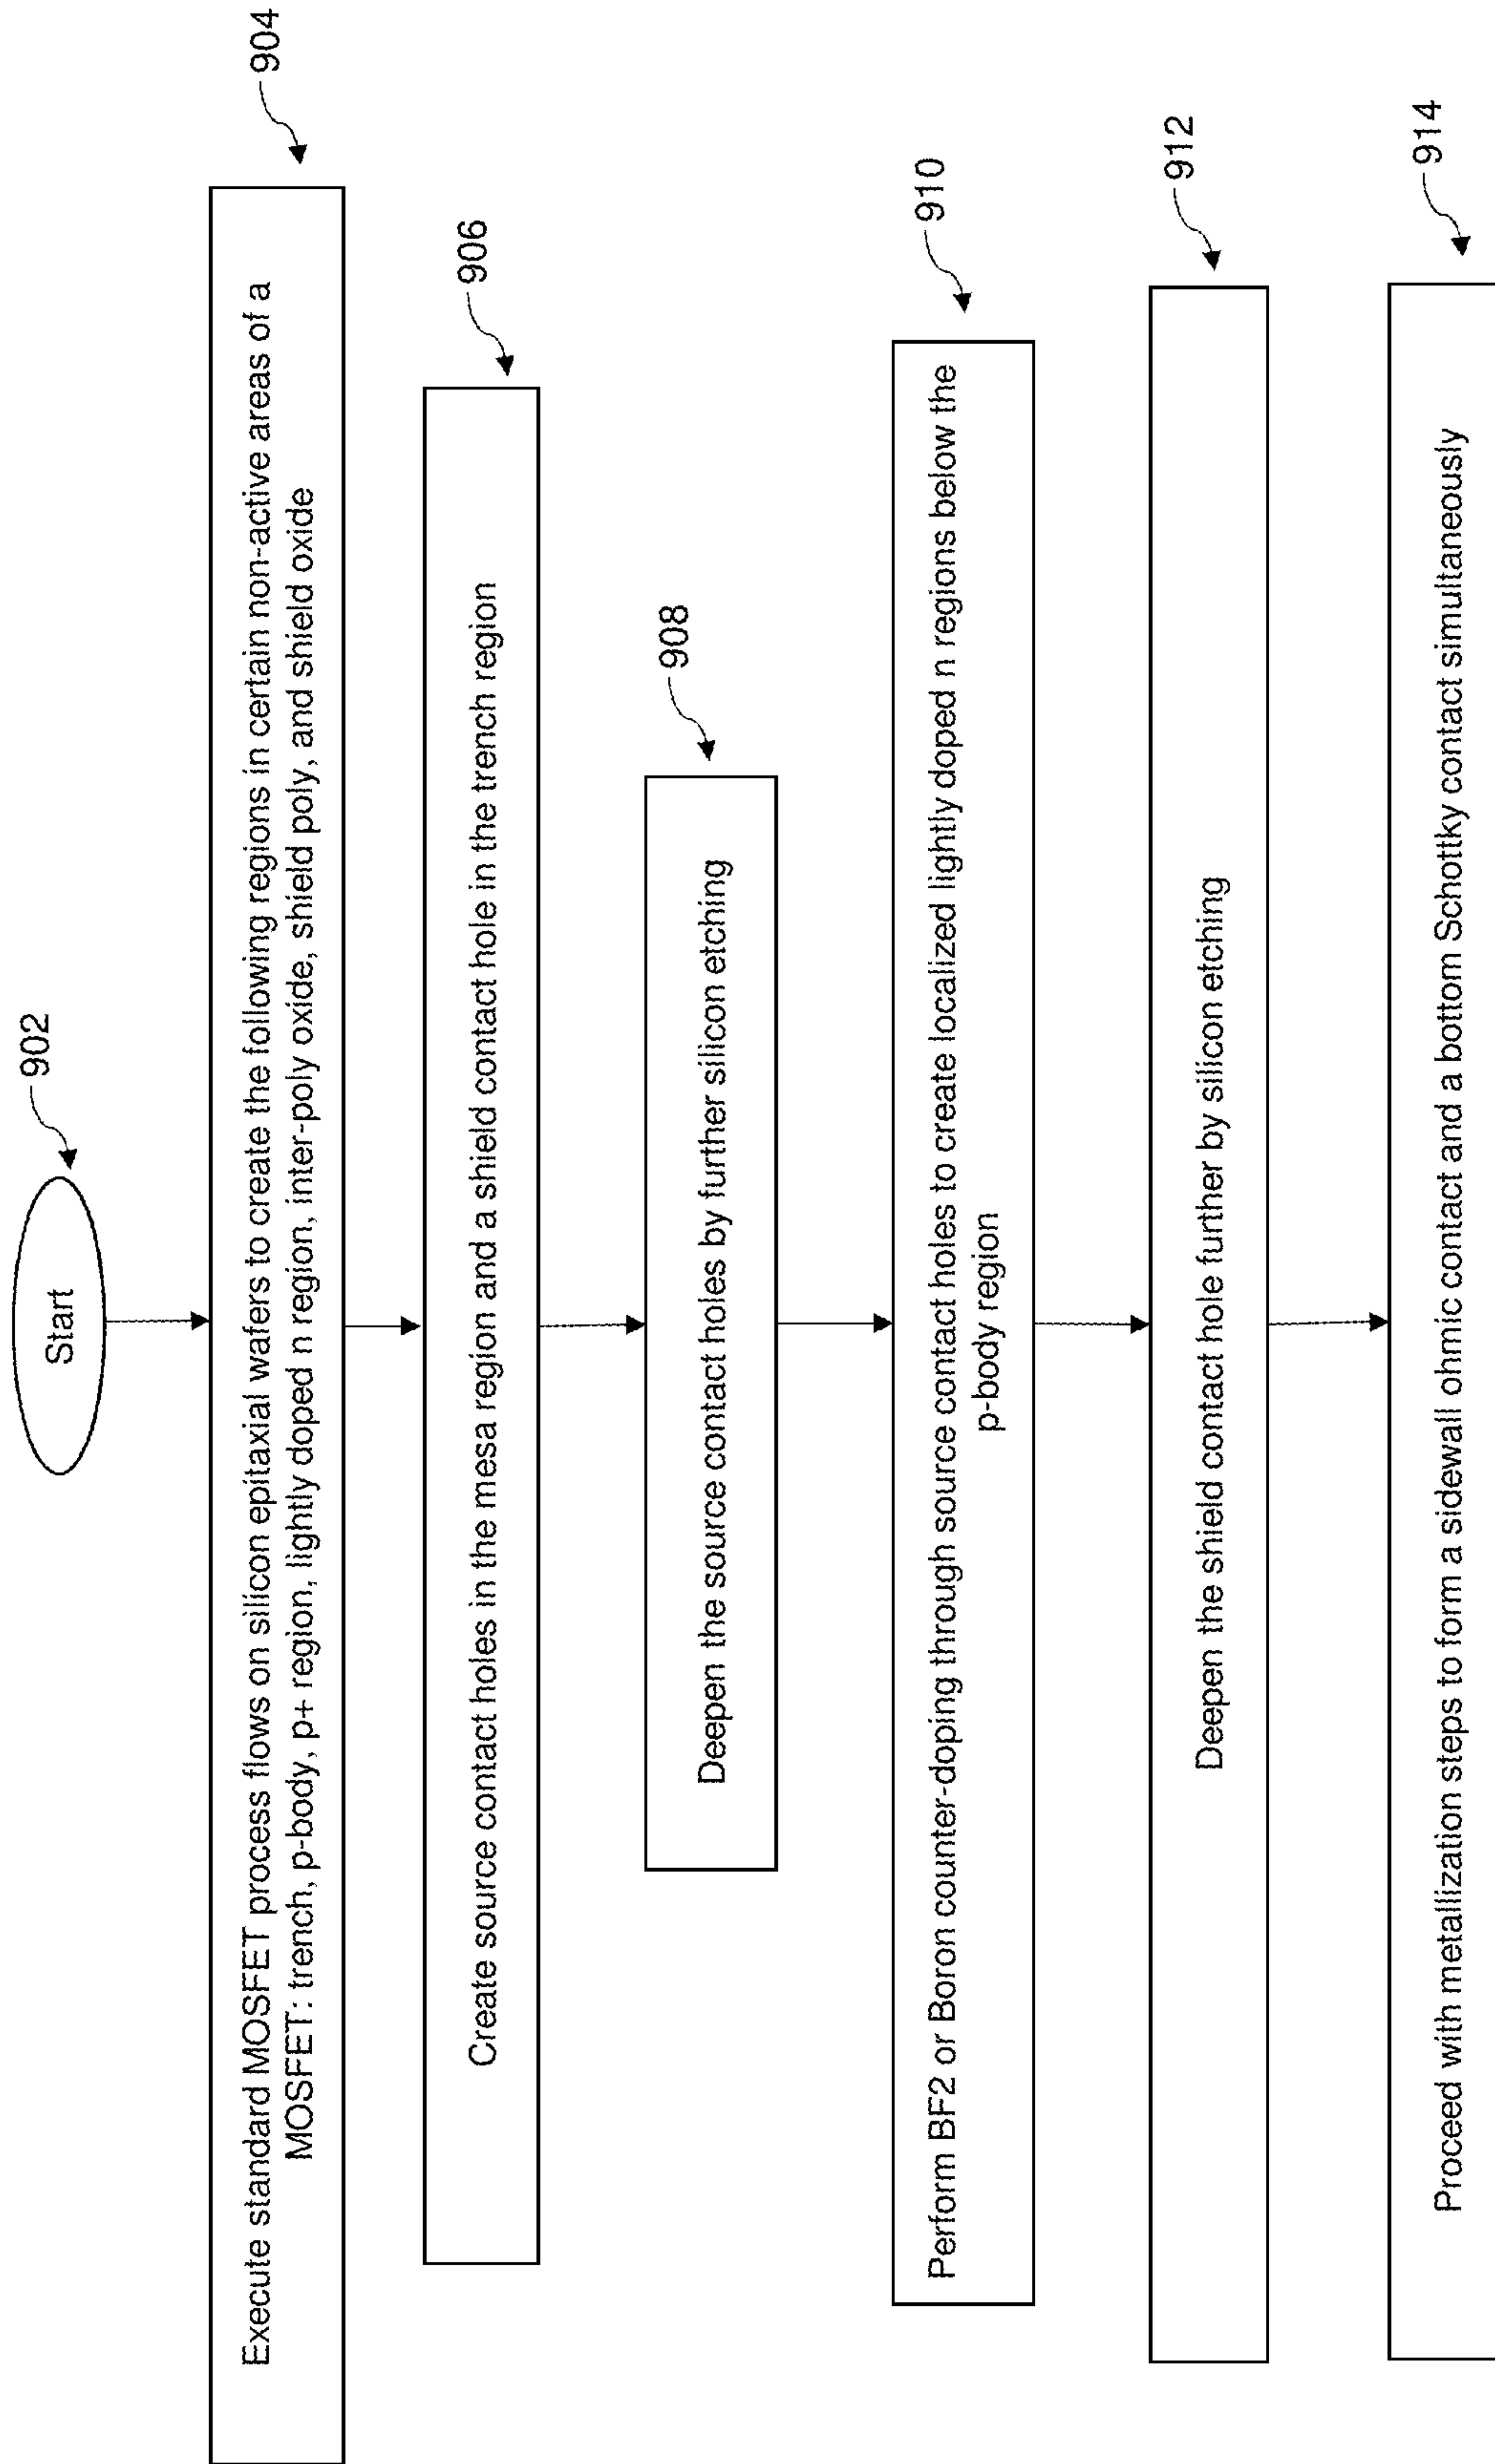 Start
902
Execute standard MOSFET process flows on silicon epitaxial wafers to create the following regions in certain non-active areas of a
MOSFET: trench, p-body, p+ region, lightly doped n region, inter-poly oxide, shield poly, and shield oxide
904
Create source contact holes in the mesa region and a shield contact hole in the trench region
906
Deepen the source contact holes by further silicon etching
908
Perform BF2 or Boron counter-doping through source contact holes to create localized lightly doped n regions below the
p-body region
910
Deepen the shield contact hole further by silicon etching
912
Proceed with metallization steps to form a sidewall ohmic contact and a bottom Schottky contact simultaneously
914